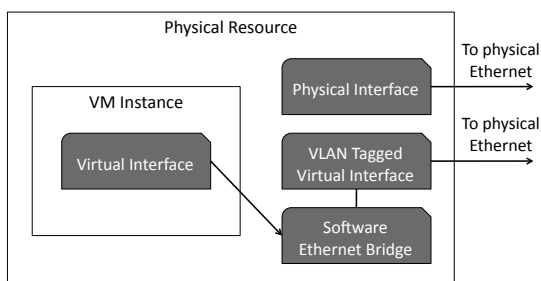 Physical Resource
To physical
Ethernet
Physical Interface
VM Instance
To physical
Ethernet
Virtual Interface
VLAN Tagged
Virtual Interface
Software
Ethernet Bridge